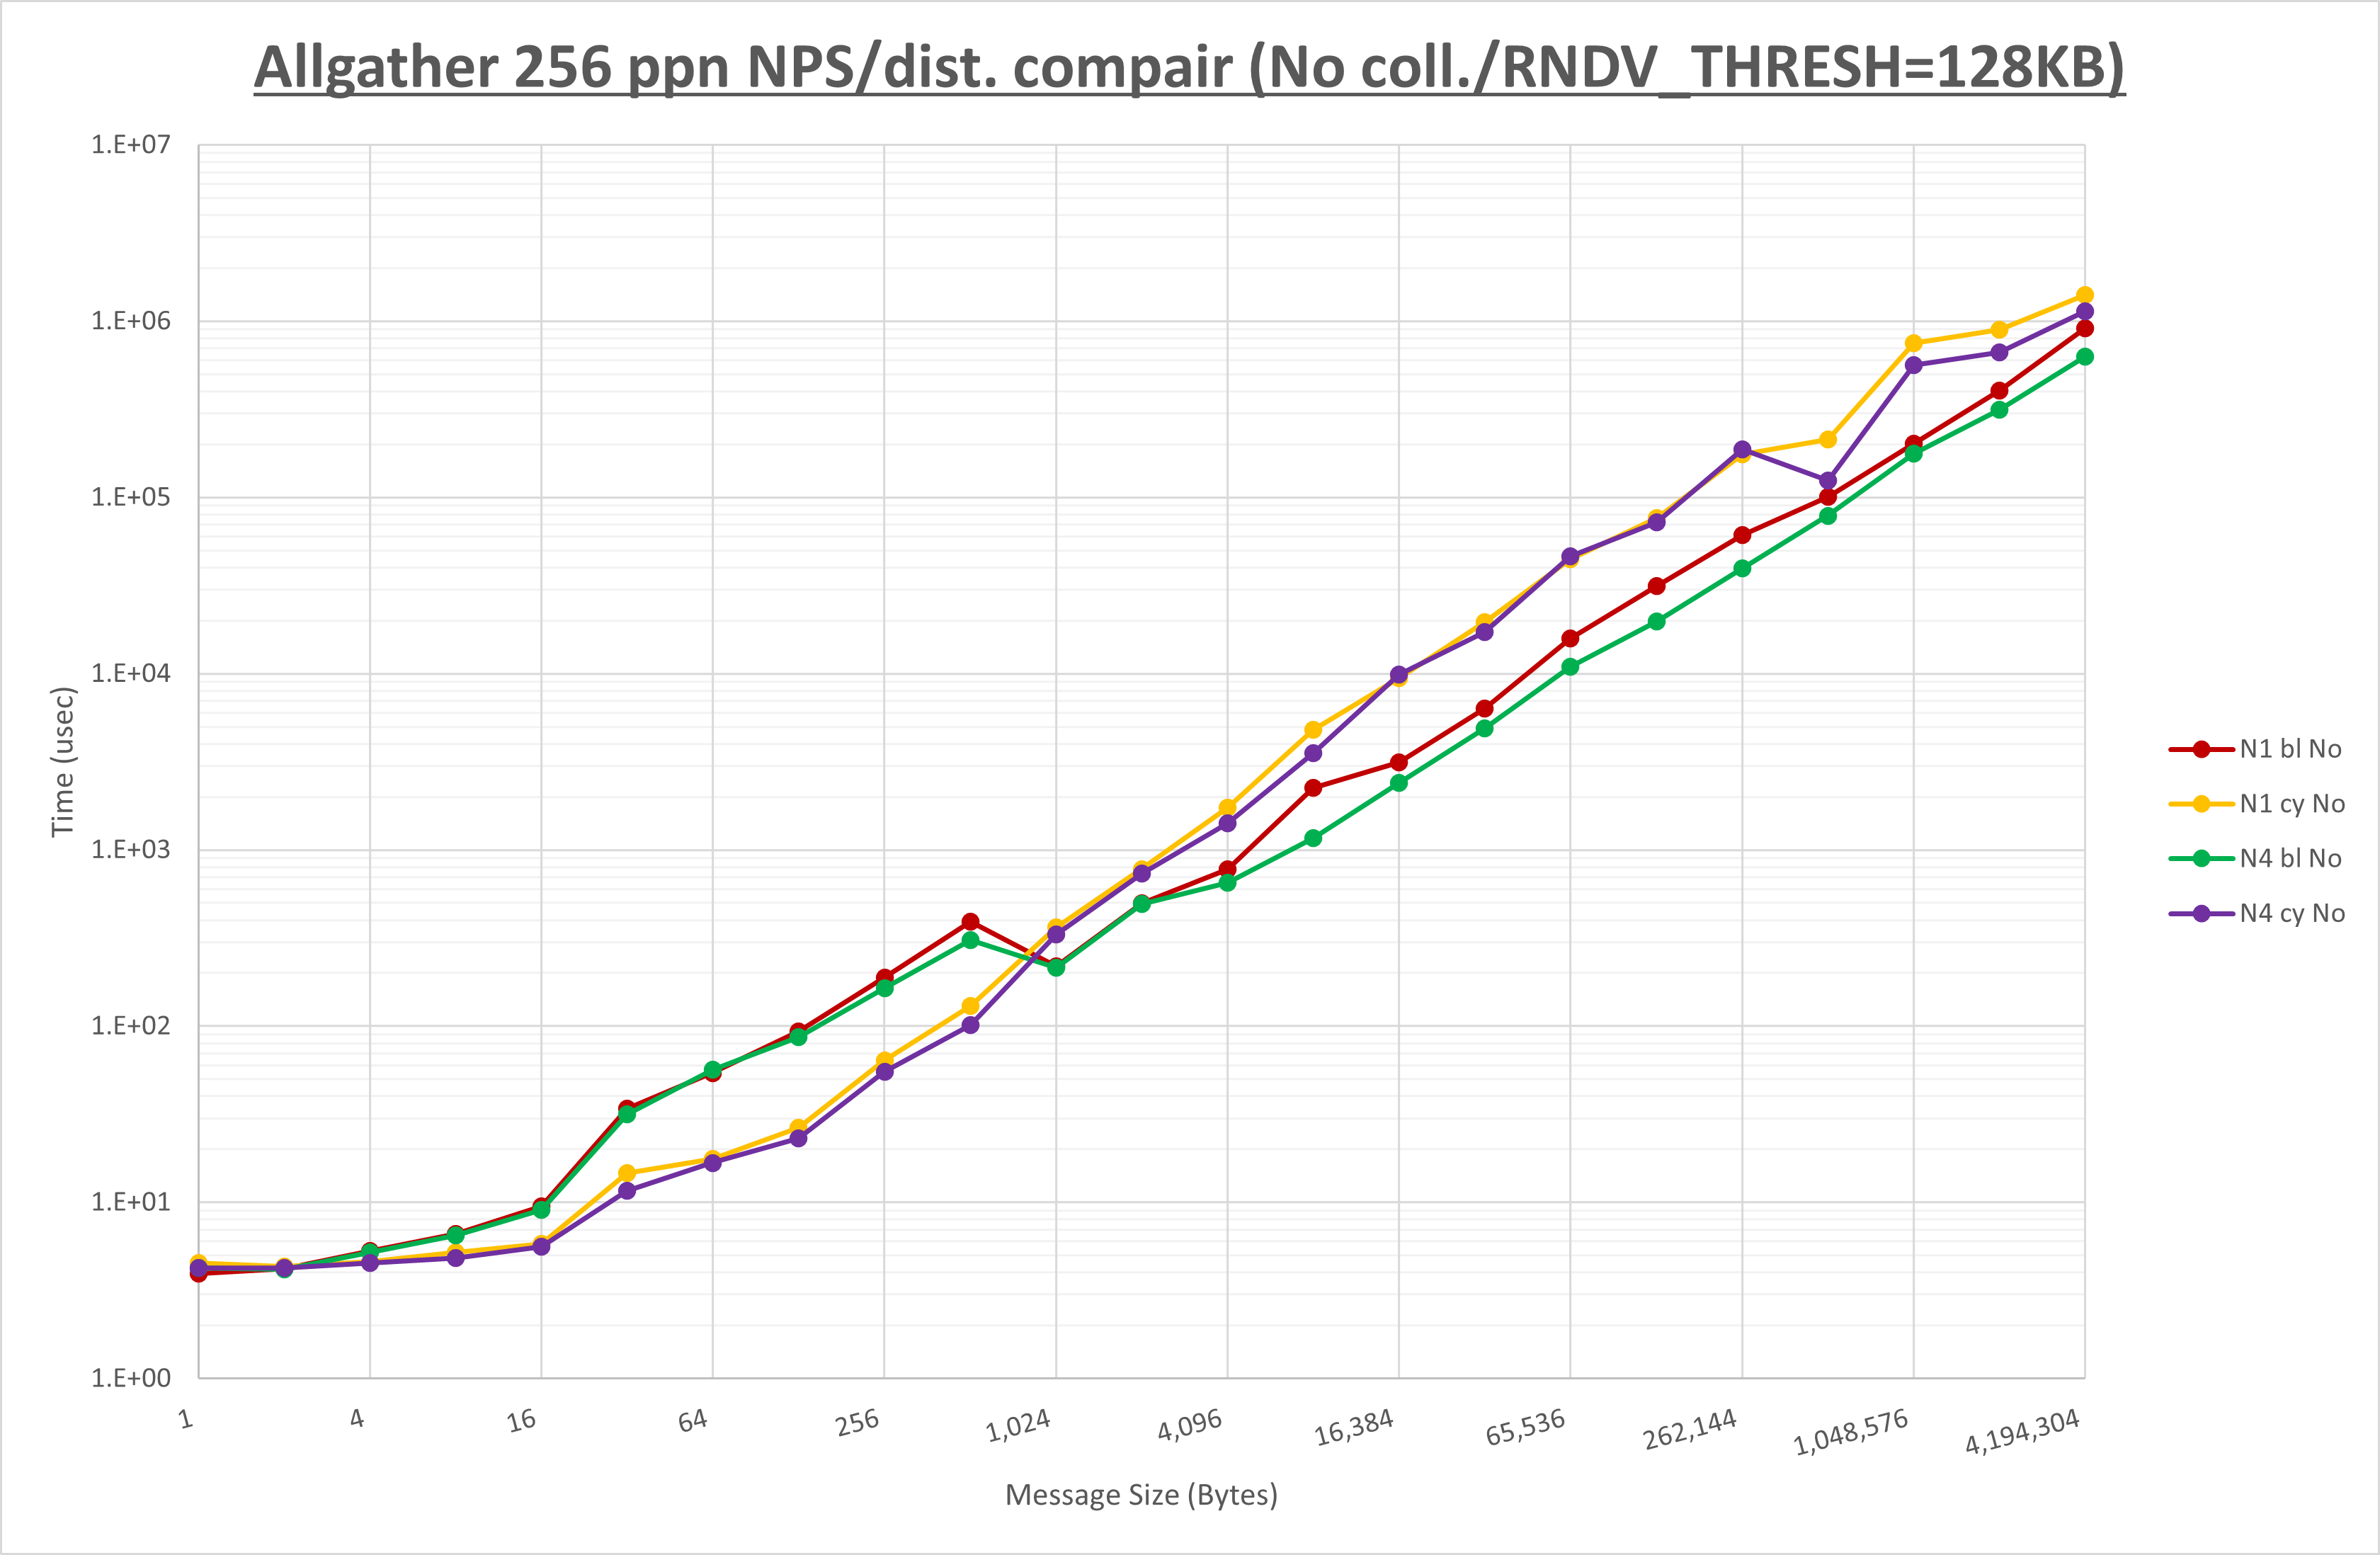 Allgather 256 ppn NPS/dist. compair (No coll./RNDV_THRESH=128KB)
1.E+07
1.E+06
1.E+05
1.E+04
1.E+03
1.E+02
1.E+01
1.E+00
Time (usec)
1
4
16
64
256
1,024
4,096
16,384
65,536
262,144
1,048,576
4,194,304
Message Size (Bytes)
N1 bl No
N1 cy No
N4 bl No
N4 cy No